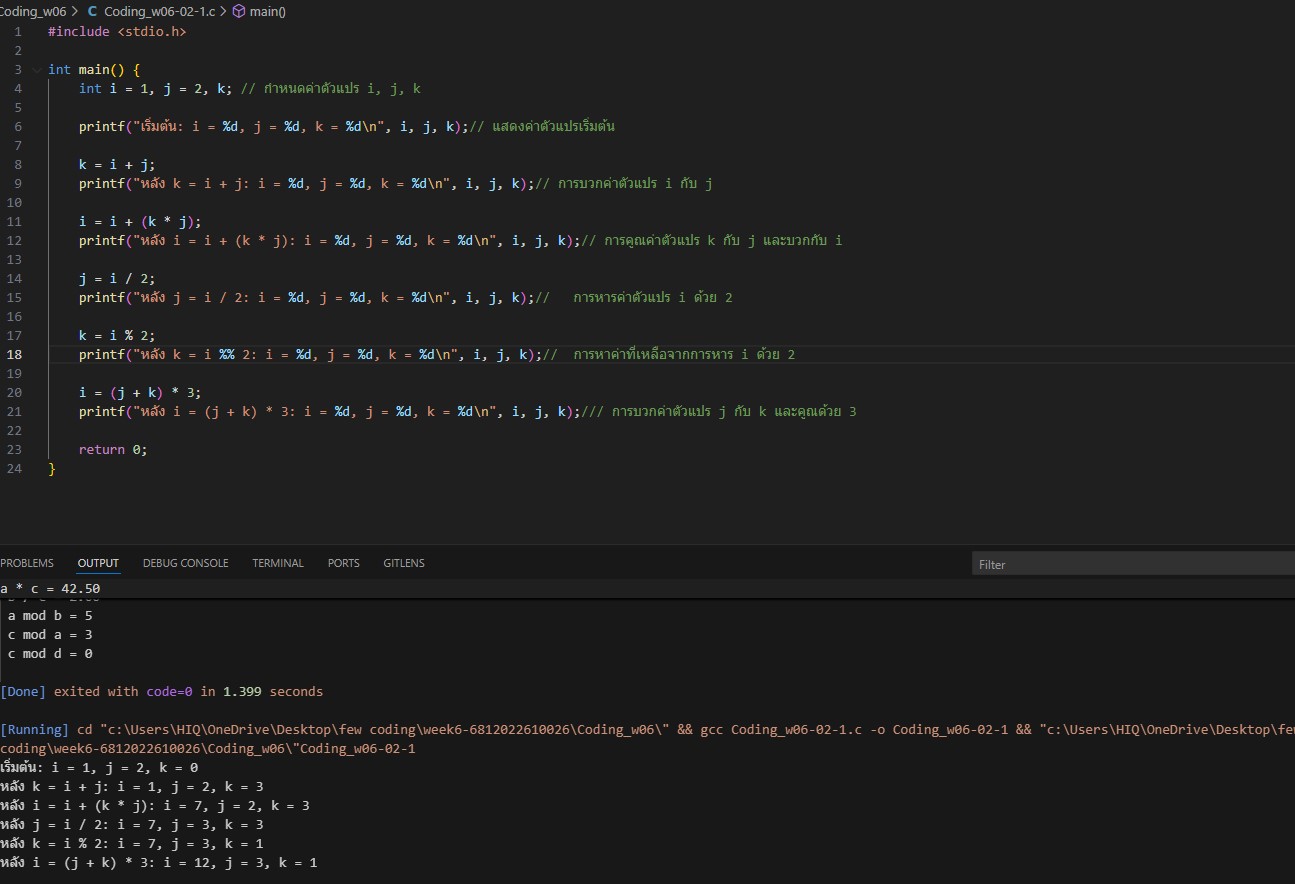 Coding_w06 > C Coding_w06-02-1.c > main()
1 #include <stdio.h>
2
3 int main() {
4 int i = 1, j = 2, k; // กำหนดค่าตัวแปร i, j, k
5
6 printf("เริ่มต้น: i = %d, j = %d, k = %d\n", i, j, k);// แสดงค่าตัวแปรเริ่มต้น
7
8 k = i + j;
9 printf("หลัง k = i + j: i = %d, j = %d, k = %d\n", i, j, k);// การบวกค่าตัวแปร i กับ j
10
11 i = i + (k * j);
12 printf("หลัง i = i + (k * j): i = %d, j = %d, k = %d\n", i, j, k);// การคูณค่าตัวแปร k กับ j และบวกกับ i
13
14 j = i / 2;
15 printf("หลัง j = i / 2: i = %d, j = %d, k = %d\n", i, j, k);//   การหารค่าตัวแปร i ด้วย 2
16
17 k = i % 2;
18 printf("หลัง k = i %% 2: i = %d, j = %d, k = %d\n", i, j, k);//  การหาค่าที่เหลือจากการหาร i ด้วย 2
19
20 i = (j + k) * 3;
21 printf("หลัง i = (j + k) * 3: i = %d, j = %d, k = %d\n", i, j, k);/// การบวกค่าตัวแปร j กับ k และคูณด้วย 3
22
23 return 0;
24 }
PROBLEMS OUTPUT DEBUG CONSOLE TERMINAL PORTS GITLENS Filter
a * c = 42.50
a mod b = 5
c mod a = 3
c mod d = 0
[Done] exited with code=0 in 1.399 seconds
[Running] cd "c:\Users\HIQ\OneDrive\Desktop\few coding\week6-6812022610026\Coding_w06\" && gcc Coding_w06-02-1.c -o Coding_w06-02-1 && "c:\Users\HIQ\OneDrive\Desktop\few
coding\week6-6812022610026\Coding_w06\"Coding_w06-02-1
เริ่มต้น: i = 1, j = 2, k = 0
หลัง k = i + j: i = 1, j = 2, k = 3
หลัง i = i + (k * j): i = 7, j = 2, k = 3
หลัง j = i / 2: i = 7, j = 3, k = 3
หลัง k = i % 2: i = 7, j = 3, k = 1
หลัง i = (j + k) * 3: i = 12, j = 3, k = 1